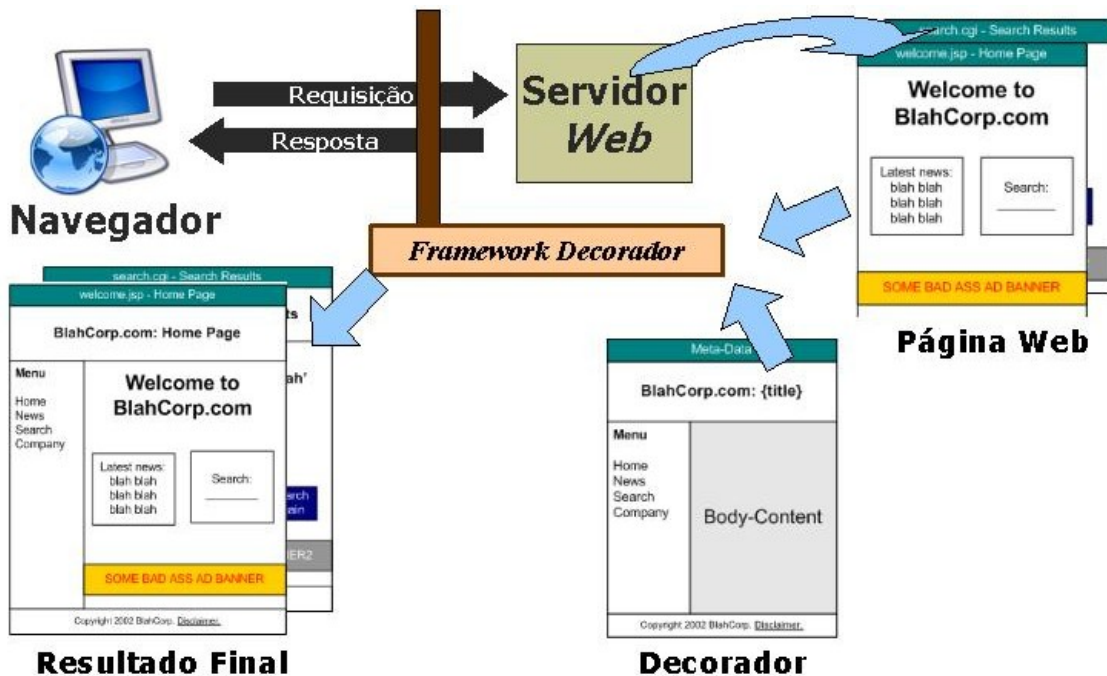 Requisição
Resposta
Navegador
Servidor
Web
search.cgi - Search Results
welcome.jsp - Home Page
Welcome to
BlahCorp.com
Latest news:
blah blah
blah blah
blah blah
Search:
SOME BAD ASS AD BANNER
Página Web
Framework Decorador
search.cgi - Search Results
welcome.jsp - Home Page
BlahCorp.com: Home Page
Menu
Home
News
Search
Company
Welcome to
BlahCorp.com
Latest news:
blah blah
blah blah
blah blah
Search:
SOME BAD ASS AD BANNER
Copyright 2002 BlahCorp. Disclaimer.
Resultado Final
Meta-Data
BlahCorp.com: {title}
Menu
Home
News
Search
Company
Body-Content
Copyright 2002 BlahCorp. Disclaimer.
Decorador